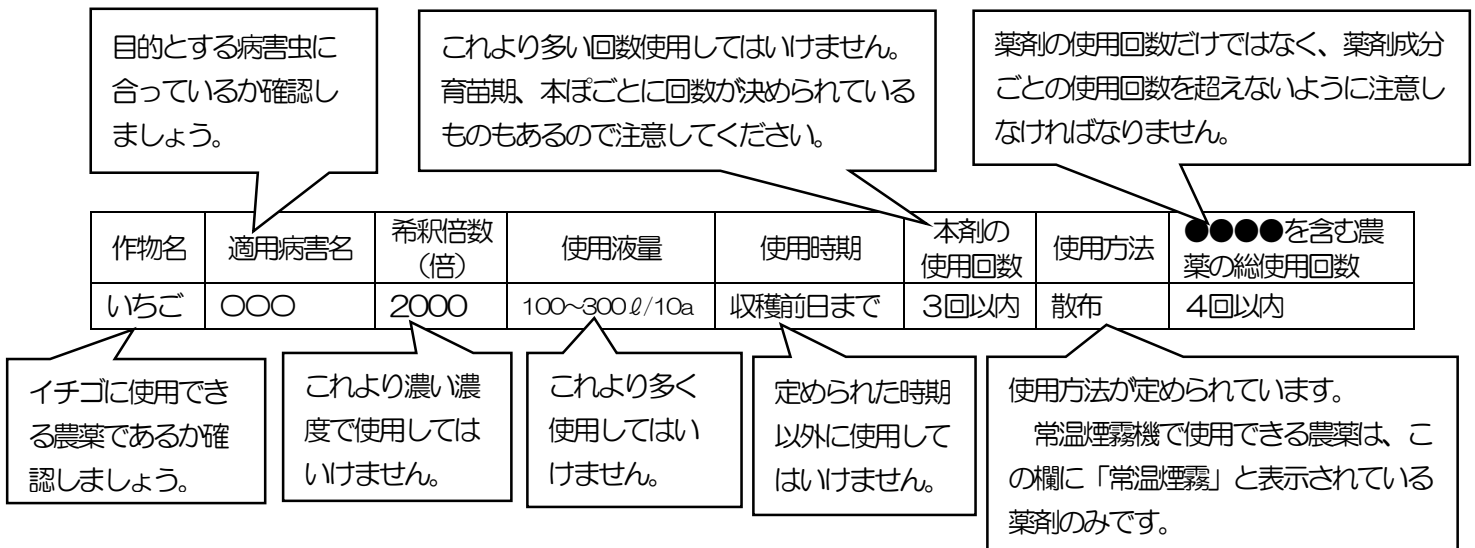 目的とする病害虫に
合っているか確認し
ましょう。
これより多い回数使用してはいけません。
育苗期、本ぽごとに回数が決められている
ものもあるので注意してください。
薬剤の使用回数だけではなく、薬剤成分
ごとの使用回数を超えないように注意し
なければなりません。
作物名 適用病害名 希釈倍数 使用液量 使用時期 本剤の 使用方法 ●●●●を含む農
（倍） 使用回数 薬の総使用回数
いちご 〇〇〇 2000 100~300ℓ/10a 収穫前日まで 3回以内 散布 4回以内
イチゴに使用でき
る農薬であるか確
認しましょう。
これより濃い濃
度で使用しては
いけません。
これより多く
使用してはい
けません。
定められた時期
以外に使用して
はいけません。
使用方法が定められています。
常温煙霧機で使用できる農薬は、こ
の欄に「常温煙霧」と表示されている
薬剤のみです。